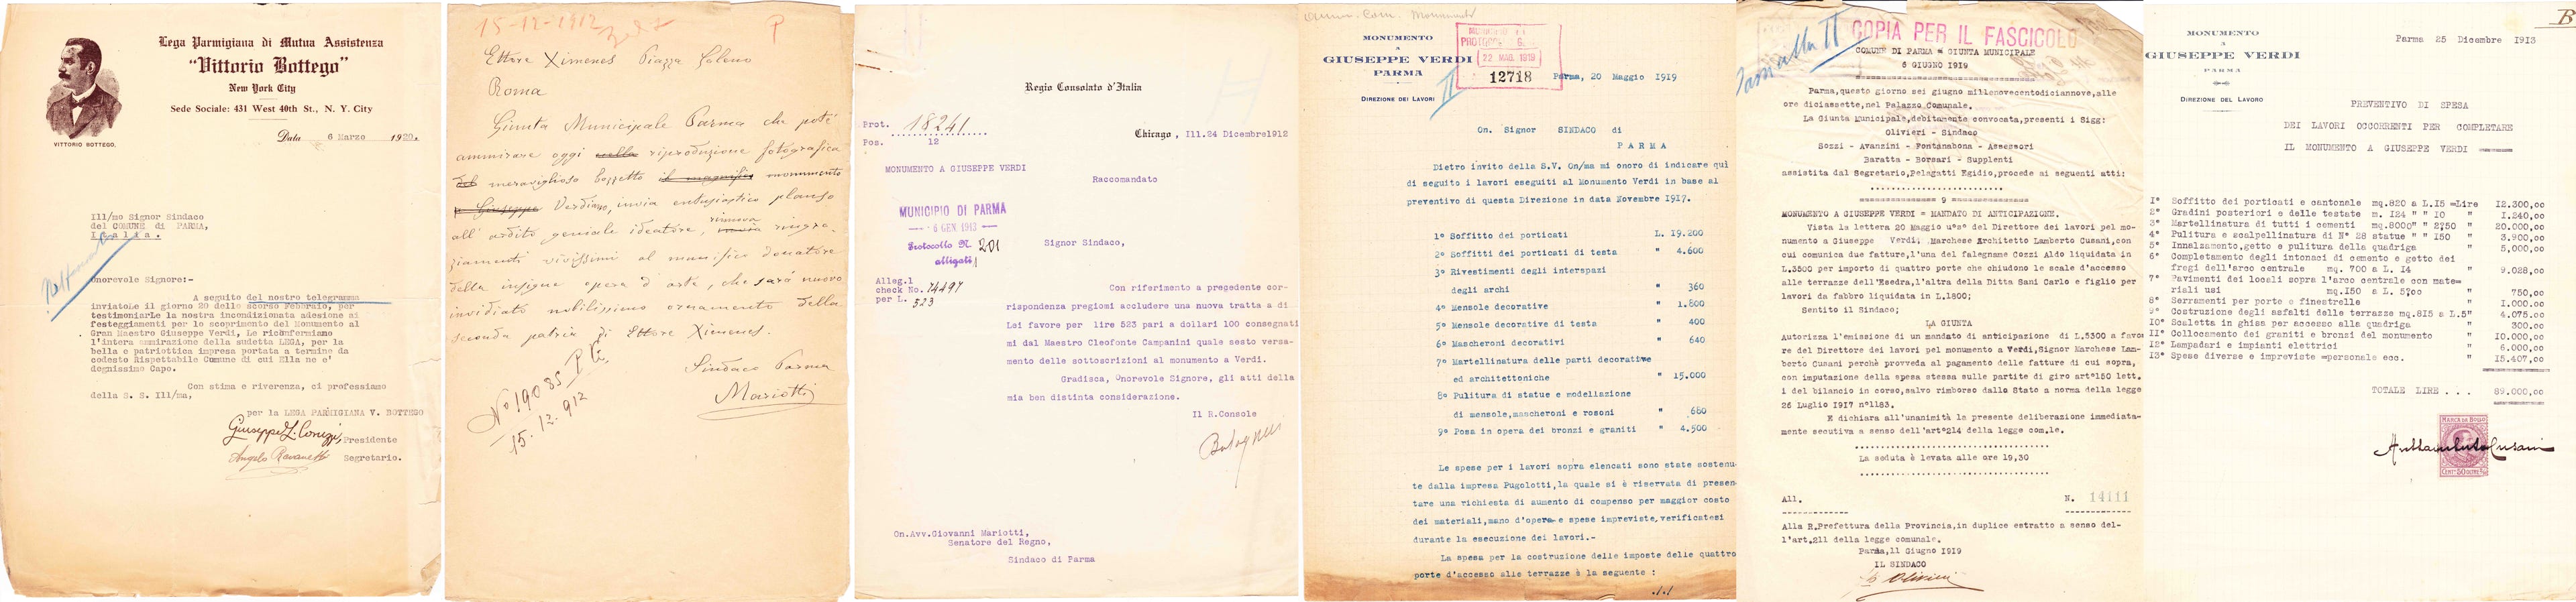 Lega Parmigiana di Mutua Assistenza
"Vittorio Bottego"
New York City
Sede Sociale: 431 West 40th St., N. Y. City
Data 6 Marzo 1920.
VITTORIO BOTTEGO.
Ill/mo Signor Sindaco
del COMUNE di PARMA,
Italia.
Onorevole Signore:-
A seguito del nostro telegramma
inviatole il giorno 20 dello scorso Febbraio, per
testimoniarLe la nostra incondizionata adesione ai
festeggiamenti per lo scoprimento del Monumento al
Gran Maestro Giuseppe Verdi, Le riconfermiamo
l'intera ammirazione della sudetta LEGA, per la
bella e patriottica impresa portata a termine da
codesto Rispettabile Comune di cui Ella ne e'
degnissimo Capo.
Con stima e riverenza, ci professiamo
della S. S. Ill/ma,
per la LEGA PARMIGIANA V. BOTTEGO
Presidente
Angelo Ravanetti Segretario.
15-12-1912
P
Ettore Ximenes Piazza Galeno
Roma
Giunta Municipale Parma che poté
ammirare oggi nella riproduzione fotografica
del meraviglioso bozzetto il magnifico monumento
a Giuseppe Verdiano, invia entusiastico plauso
all'ardito geniale ideatore, rinnova ringra-
ziamenti vivissimi al munifico donatore
della insigne opera d'arte, che sarà nuovo
invidiato nobilissimo ornamento della
seconda patria di Ettore Ximenes.
Sindaco Parma
Mariotti
N° 19085 P. G.
15.12.912
Regio Consolato d'Italia
Prot. 18241
Pos. 12
Chicago, Ill.24 Dicembre1912
MONUMENTO A GIUSEPPE VERDI
Raccomandato
MUNICIPIO DI PARMA
- 6 GEN. 1913 -
Protocollo N. 201
allegati 1
Signor Sindaco,
Alleg.1
check No. 74497
per L. 523
Con riferimento a precedente cor-
rispondenza pregiomi accludere una nuova tratta a di
Lei favore per lire 523 pari a dollari 100 consegnati
mi dal Maestro Cleofonte Campanini quale sesto versa-
mento delle sottoscrizioni al monumento a Verdi.
Gradisca, Onorevole Signore, gli atti della
mia ben distinta considerazione.
Il R.Console
On.Avv.Giovanni Mariotti,
Senatore del Regno,
Sindaco di Parma
MONUMENTO
A
GIUSEPPE VERDI
PARMA
DIREZIONE DEI LAVORI
22 MAG. 1919
12718
II
Parma, 20 Maggio 1919
On. Signor SINDACO di
PARMA
Dietro invito della S.V. On/ma mi onoro di indicare qui
di seguito i lavori eseguiti al Monumento Verdi in base al
preventivo di questa Direzione in data Novembre 1917.
1° Soffitto dei porticati L. 19.200
2° Soffitti dei porticati di testa " 4.600
3° Rivestimenti degli interspazi
degli archi " 360
4° Mensole decorative " 1.800
5° Mensole decorative di testa " 400
6° Mascheroni decorativi " 640
7° Martellinatura delle parti decorative
ed architettoniche " 15.000
8° Pulitura di statue e modellazione
di mensole,mascheroni e rosoni " 680
9° Posa in opera dei bronzi e graniti " 4.500
Le spese per i lavori sopra elencati sono state sostenu-
te dalla impresa Pugolotti,la quale si è riservata di presen-
tare una richiesta di aumento di compenso per maggior costo
dei materiali,mano d'opera e spese impreviste,verificatesi
durante la esecuzione dei lavori.-
La spesa per la costruzione delle imposte delle quattro
porte d'accesso alle terrazze è la seguente :
./.
COPIA PER IL FASCICOLO
COMUNE DI PARMA = GIUNTA MUNICIPALE
6 GIUGNO 1919
Parma,questo giorno sei giugno millenovecentodiciannove,alle
ore diciassette,nel Palazzo Comunale.
La Giunta Municipale,debitamente convocata,presenti i Sigg:
Olivieri - Sindaco
Sozzi - Avanzini - Fontanabona - Assessori
Baratta - Borsari - Supplenti
assistita dal Segretario,Pelagatti Egidio,procede ai seguenti atti:
9
MONUMENTO A GIUSEPPE VERDI = MANDATO DI ANTICIPAZIONE.
Vista la lettera 20 Maggio u°s° del Direttore dei lavori pel mo-
numento a Giuseppe Verdi, Marchese Architetto Lamberto Cusani,con
cui comunica due fatture,l'una del falegname Cozzi Aldo liquidata in
L.3500 per importo di quattro porte che chiudono le scale d'accesso
alle terrazze dell'Esedra,l'altra della Ditta Sani Carlo e figlio per
lavori da fabbro liquidata in L.1800;
Sentito il Sindaco;
LA GIUNTA
Autorizza l'emissione di un mandato di anticipazione di L.5300 a favo
re del Direttore dei lavori pel monumento a Verdi,Signor Marchese Lam-
berto Cusani perchè provveda al pagamento delle fatture di cui sopra,
con imputazione della spesa stessa sulle partite di giro art°150 lett.
i del bilancio in corso,salvo rimborso dallo Stato a norma della legge
26 Luglio 1917 n°1183.
E dichiara all'unanimità la presente deliberazione immediata-
mente secutiva a senso dell'art°214 della legge com.le.
La seduta è levata alle ore 19,30
All. N. 14111
Alla R.Prefettura della Provincia,in duplice estratto a senso del-
l'art.211 della legge comunale.
Parma,11 Giugno 1919
IL SINDACO
Olivieri
B
MONUMENTO
A
GIUSEPPE VERDI
PARMA
DIREZIONE DEL LAVORO
Parma 25 Dicembre 1913
PREVENTIVO DI SPESA
DEI LAVORI OCCORRENTI PER COMPLETARE
IL MONUMENTO A GIUSEPPE VERDI
1° Soffitto dei porticati e cantonale mq.820 a L.15 =Lire 12.300,00
2° Gradini posteriori e delle testate m. 124 " " 10 " 1.240,00
3° Martellinatura di tutti i cementi mq.8000" " 2?50 " 20.000,00
4° Pulitura e scalpellinatura di N° 28 statue " " 150 " 3.900,00
5° Innalzamento,getto e pulitura della quadriga " 5.000,00
6° Completamento degli intonaci di cemento e getto dei
fregi dell'arco centrale mq. 700 a L. 14 " 9.028,00
7° Pavimenti dei locali sopra l'arco centrale con mate=
riali usi mq.150 a L. 5?00 " 750,00
8° Serramenti per porte e finestrelle " 1.000,00
9° Costruzione degli asfalti delle terrazze mq.815 a L.5" 4.075,00
10° Scaletta in ghisa per accesso alla quadriga " 300,00
11° Collocamento dei graniti e bronzi del monumento " 10.000,00
12° Lampadari e impianti elettrici " 6.000,00
13° Spese diverse e impreviste =personale ecc. " 15.407,00
TOTALE LIRE . . . 89.000,00
MARCA DA BOLLO
Arch Lamberto Cusani